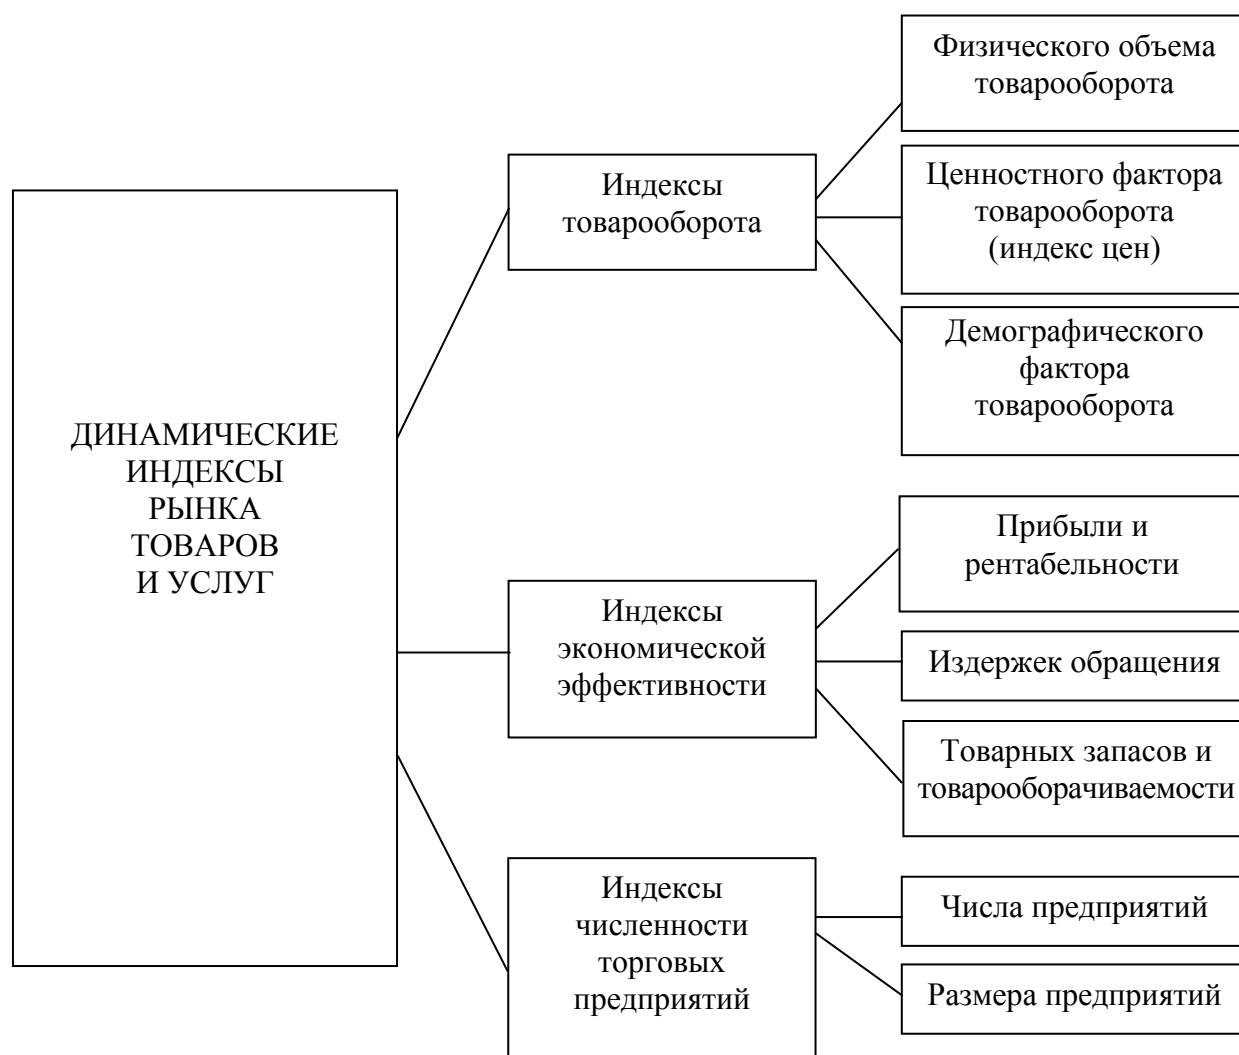 ДИНАМИЧЕСКИЕ
ИНДЕКСЫ
РЫНКА
ТОВАРОВ
И УСЛУГ
Индексы
товарооборота
Физического объема
товарооборота
Ценностного фактора
товарооборота
(индекс цен)
Демографического
фактора
товарооборота
Индексы
экономической
эффективности
Прибыли и
рентабельности
Издержек обращения
Товарных запасов и
товарооборачиваемости
Индексы
численности
торговых
предприятий
Числа предприятий
Размера предприятий